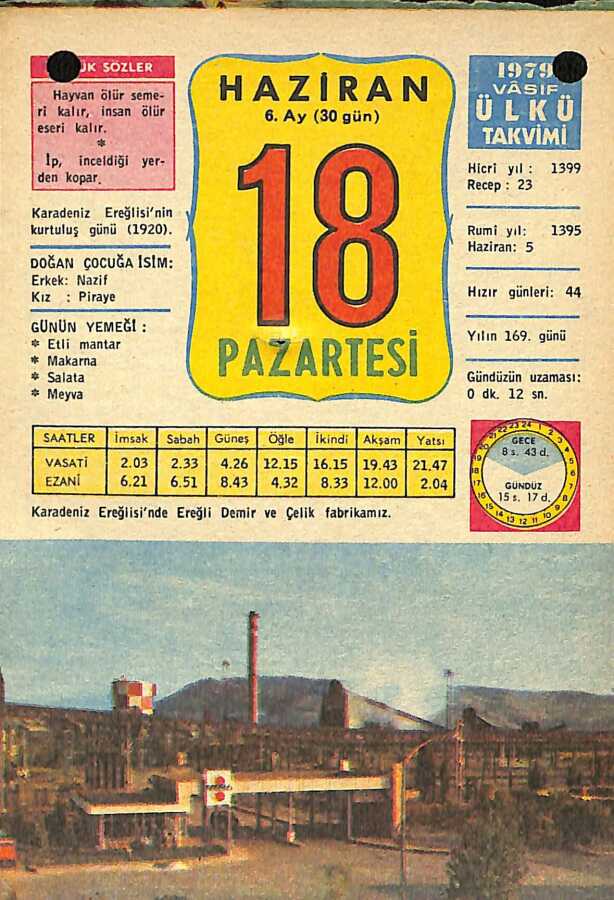 ÜK SÖZLER
Hayvan ölür seme-
ri kalır, insan ölür
eseri kalır.
*
İp, inceldiği yer-
den kopar.
Karadeniz Ereğlisi'nin
kurtuluş günü (1920).
DOĞAN ÇOCUĞA İSİM:
Erkek: Nazif
Kız : Piraye
GÜNÜN YEMEĞİ :
* Etli mantar
* Makarna
* Salata
* Meyva
HAZİRAN
6. Ay (30 gün)
18
PAZARTESİ
1979
VÂSIF
ÜLKÜ
TAKVİMİ
Hicrî yıl : 1399
Recep : 23
Rumî yıl: 1395
Haziran: 5
Hızır günleri: 44
Yılın 169. günü
Gündüzün uzaması:
0 dk. 12 sn.
SAATLER İmsak Sabah Güneş Öğle İkindi Akşam Yatsı
VASATİ 2.03 2.33 4.26 12.15 16.15 19.43 21.47
EZANİ 6.21 6.51 8.43 4.32 8.33 12.00 2.04
GECE
8 s. 43 d.
GÜNDÜZ
15 s. 17 d.
Karadeniz Ereğlisi'nde Ereğli Demir ve Çelik fabrikamız.